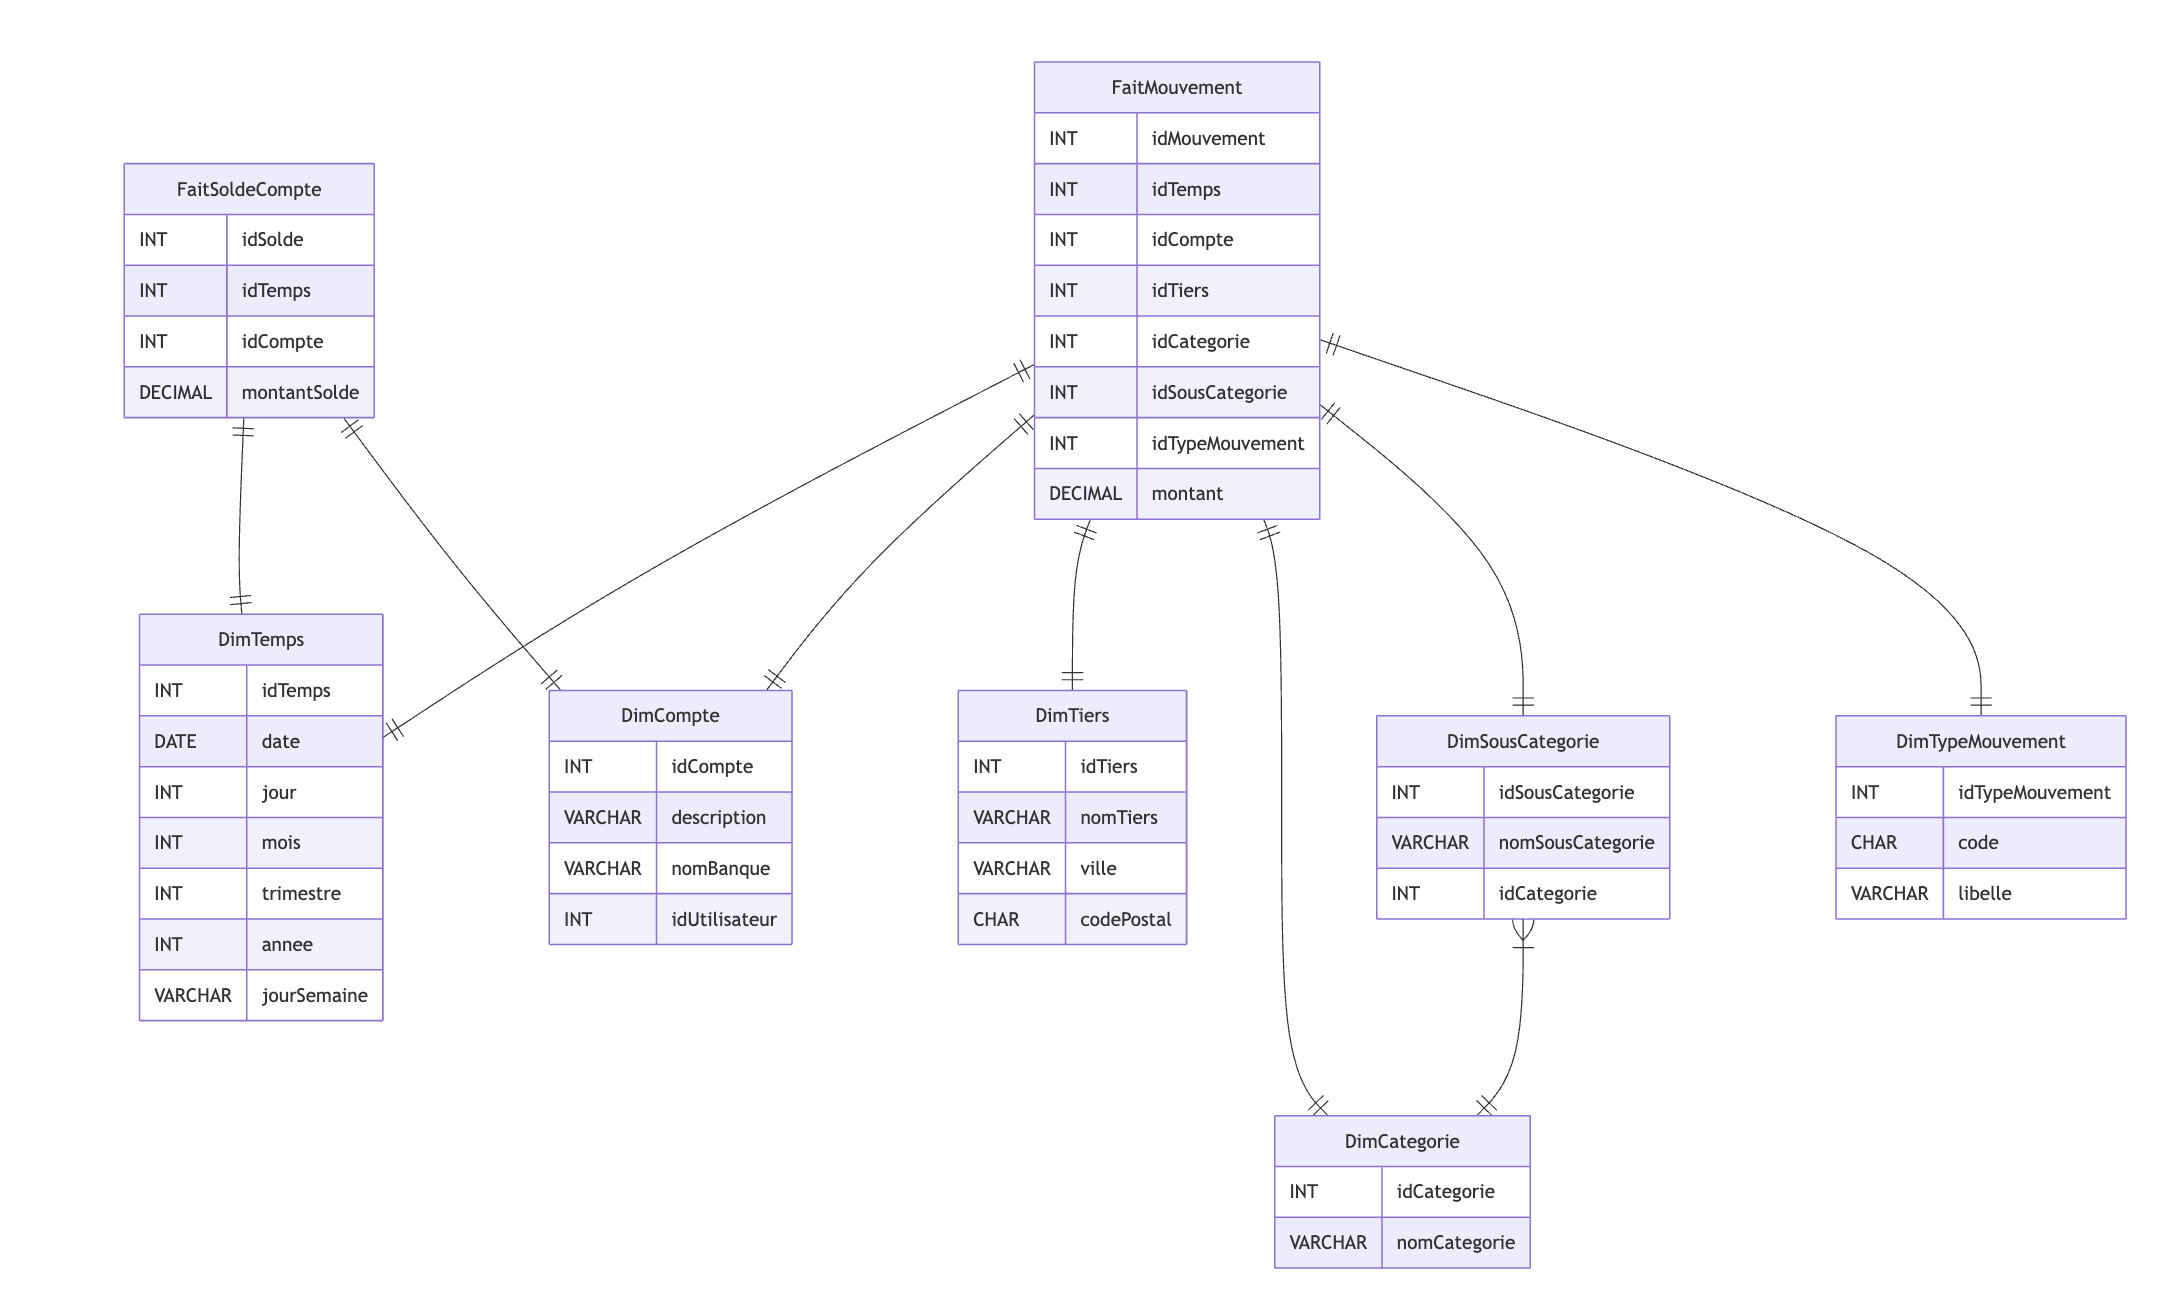 FaitMouvement
INT idMouvement
INT idTemps
INT idCompte
INT idTiers
INT idCategorie
INT idSousCategorie
INT idTypeMouvement
DECIMAL montant
FaitSoldeCompte
INT idSolde
INT idTemps
INT idCompte
DECIMAL montantSolde
DimTemps
INT idTemps
DATE date
INT jour
INT mois
INT trimestre
INT annee
VARCHAR jourSemaine
DimCompte
INT idCompte
VARCHAR description
VARCHAR nomBanque
INT idUtilisateur
DimTiers
INT idTiers
VARCHAR nomTiers
VARCHAR ville
CHAR codePostal
DimSousCategorie
INT idSousCategorie
VARCHAR nomSousCategorie
INT idCategorie
DimTypeMouvement
INT idTypeMouvement
CHAR code
VARCHAR libelle
DimCategorie
INT idCategorie
VARCHAR nomCategorie